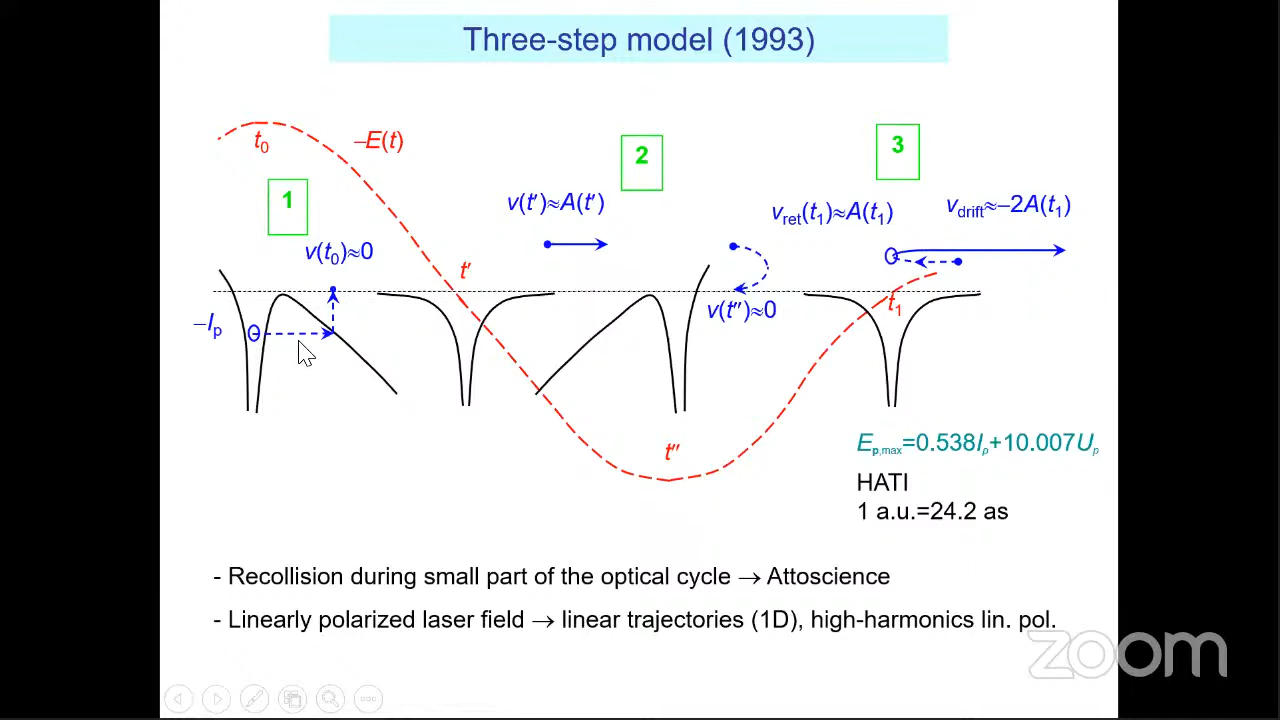 Three-step model (1993)
t₀
–E(t)
1
2
3
v(t₀)≈0
v(t′)≈A(t′)
v_ret(t₁)≈A(t₁)
v_drift≈–2A(t₁)
t′
–I_p
v(t″)≈0
t₁
t″
E_p,max=0.538I_p+10.007U_p
HATI
1 a.u.=24.2 as
- Recollision during small part of the optical cycle → Attoscience
- Linearly polarized laser field → linear trajectories (1D), high-harmonics lin. pol.
zoom